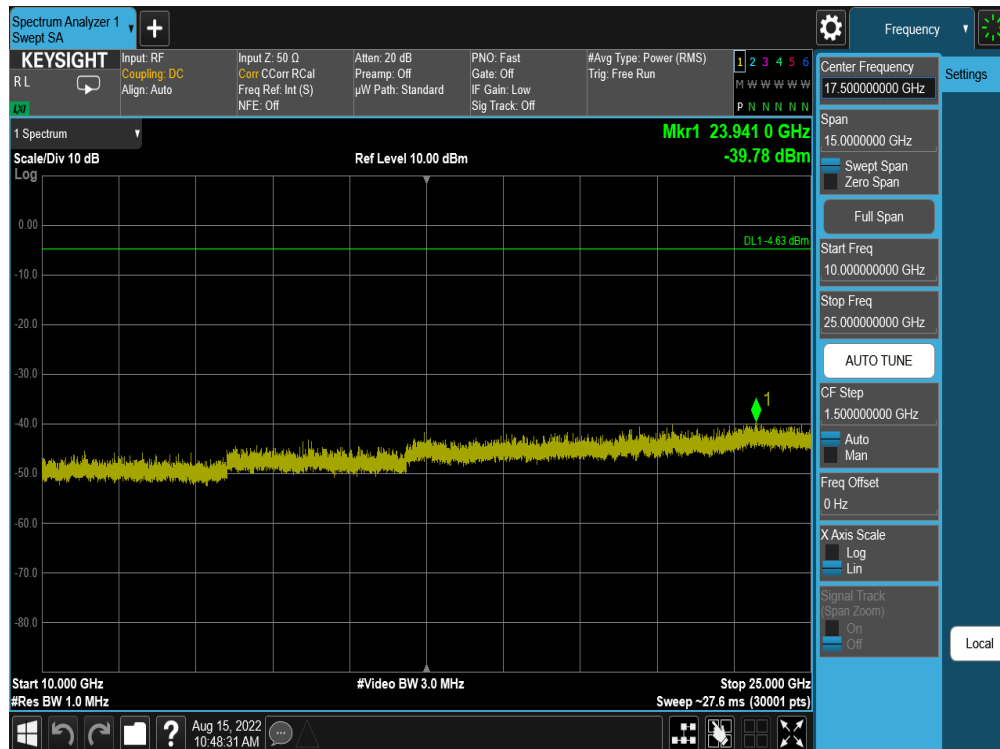 Spectrum Analyzer 1
Swept SA
+
Frequency
KEYSIGHT
R L
LXI
Input: RF
Coupling: DC
Align: Auto
Input Z: 50 Ω
Corr CCorr RCal
Freq Ref: Int (S)
NFE: Off
Atten: 20 dB
Preamp: Off
µW Path: Standard
PNO: Fast
Gate: Off
IF Gain: Low
Sig Track: Off
#Avg Type: Power (RMS)
Trig: Free Run
1 2 3 4 5 6
M W W W W W
P N N N N N
1 Spectrum
Scale/Div 10 dB
Log
Ref Level 10.00 dBm
Mkr1 23.941 0 GHz
-39.78 dBm
0.00
DL1 -4.63 dBm
-10.0
-20.0
-30.0
1
-40.0
-50.0
-60.0
-70.0
-80.0
Start 10.000 GHz
#Res BW 1.0 MHz
#Video BW 3.0 MHz
Stop 25.000 GHz
Sweep ~27.6 ms (30001 pts)
Center Frequency
17.500000000 GHz
Settings
Span
15.0000000 GHz
Swept Span
Zero Span
Full Span
Start Freq
10.000000000 GHz
Stop Freq
25.000000000 GHz
AUTO TUNE
CF Step
1.500000000 GHz
Auto
Man
Freq Offset
0 Hz
X Axis Scale
Log
Lin
Signal Track
(Span Zoom)
On
Off
Local
?
Aug 15, 2022
10:48:31 AM